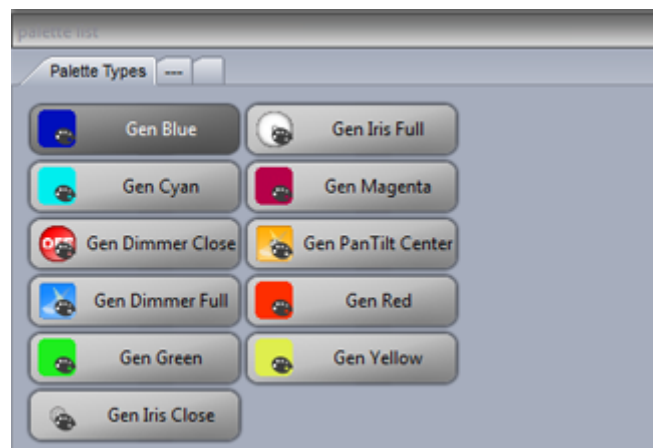 palette list
Palette Types ---
Gen Blue Gen Iris Full
Gen Cyan Gen Magenta
OFF Gen Dimmer Close Gen PanTilt Center
Gen Dimmer Full Gen Red
Gen Green Gen Yellow
Gen Iris Close